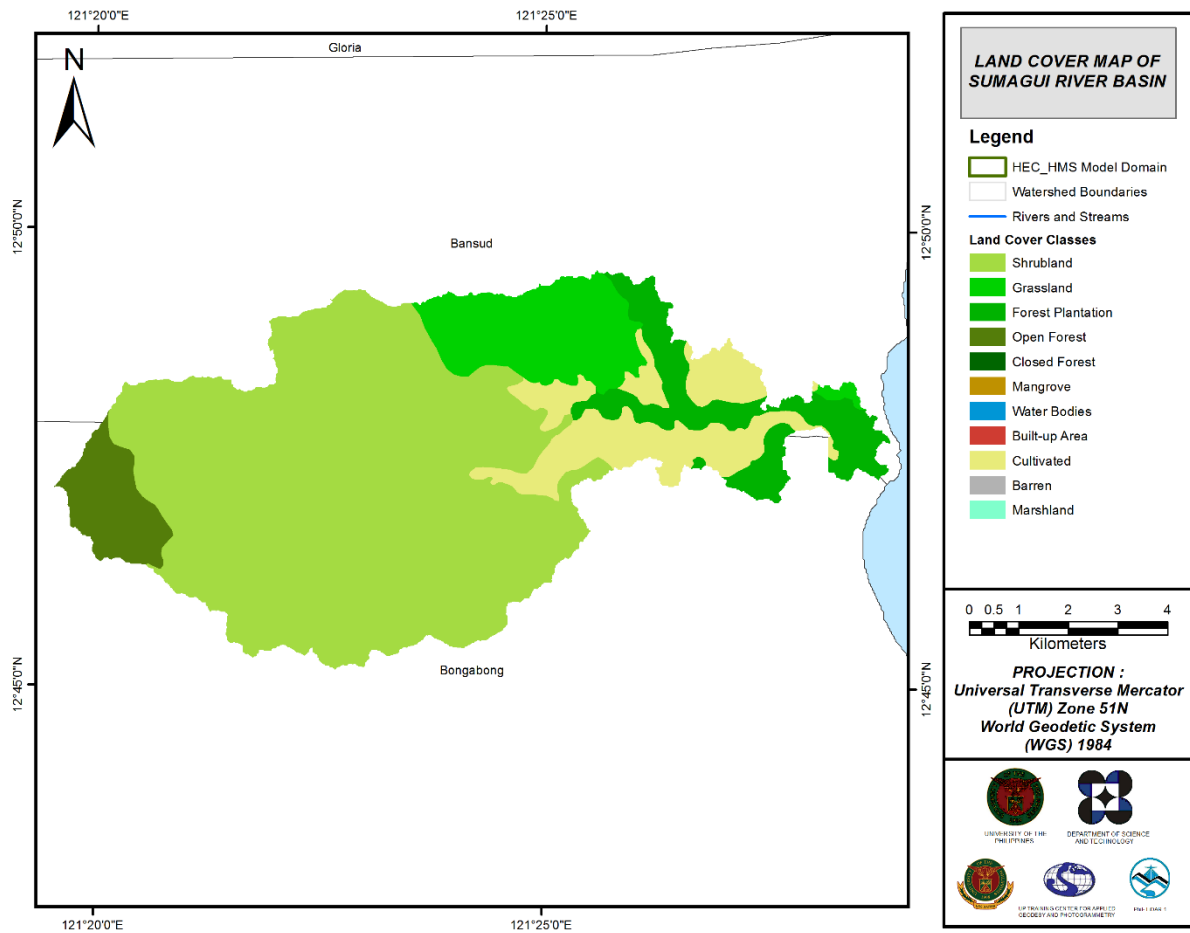 121°20'0"E
121°25'0"E
Gloria
N
12°50'0"N
12°50'0"N
Bansud
Bongabong
12°45'0"N
12°45'0"N
121°20'0"E
121°25'0"E
LAND COVER MAP OF
SUMAGUI RIVER BASIN
Legend
HEC_HMS Model Domain
Watershed Boundaries
Rivers and Streams
Land Cover Classes
Shrubland
Grassland
Forest Plantation
Open Forest
Closed Forest
Mangrove
Water Bodies
Built-up Area
Cultivated
Barren
Marshland
0 0.5 1 2 3 4
Kilometers
PROJECTION :
Universal Transverse Mercator
(UTM) Zone 51N
World Geodetic System
(WGS) 1984
UNIVERSITY OF THE
PHILIPPINES
DEPARTMENT OF SCIENCE
AND TECHNOLOGY
UP TRAINING CENTER FOR APPLIED
GEODESY AND PHOTOGRAMMETRY